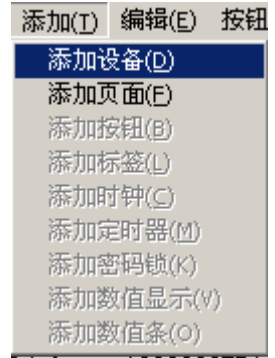 添加(I) 编辑(E) 按钮
添加设备(D)
添加页面(F)
添加按钮(B)
添加标签(L)
添加时钟(C)
添加定时器(M)
添加密码锁(K)
添加数值显示(V)
添加数值条(O)